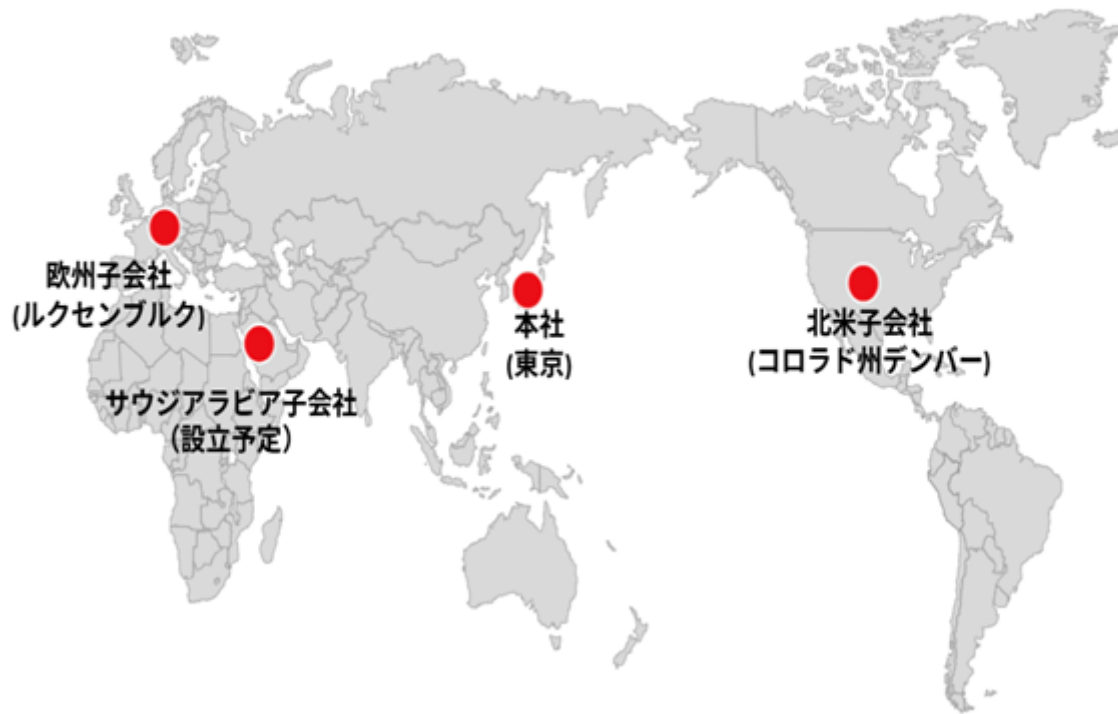 欧州子会社
(ルクセンブルク)
サウジアラビア子会社
（設立予定）
本社
(東京)
北米子会社
(コロラド州デンバー)